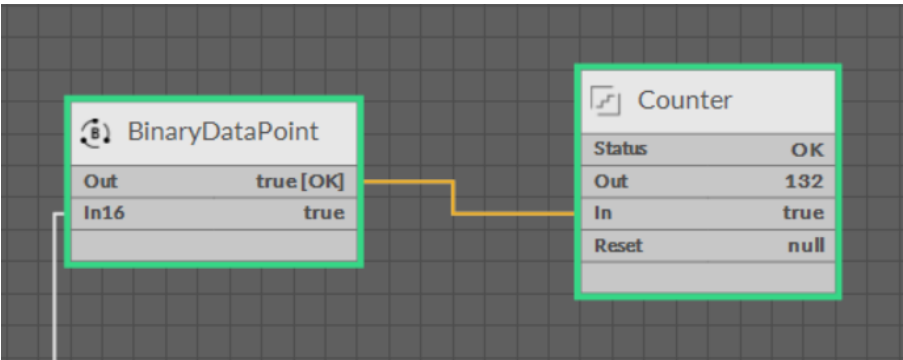 BinaryDataPoint
Out true [OK]
In16 true
Counter
Status OK
Out 132
In true
Reset null